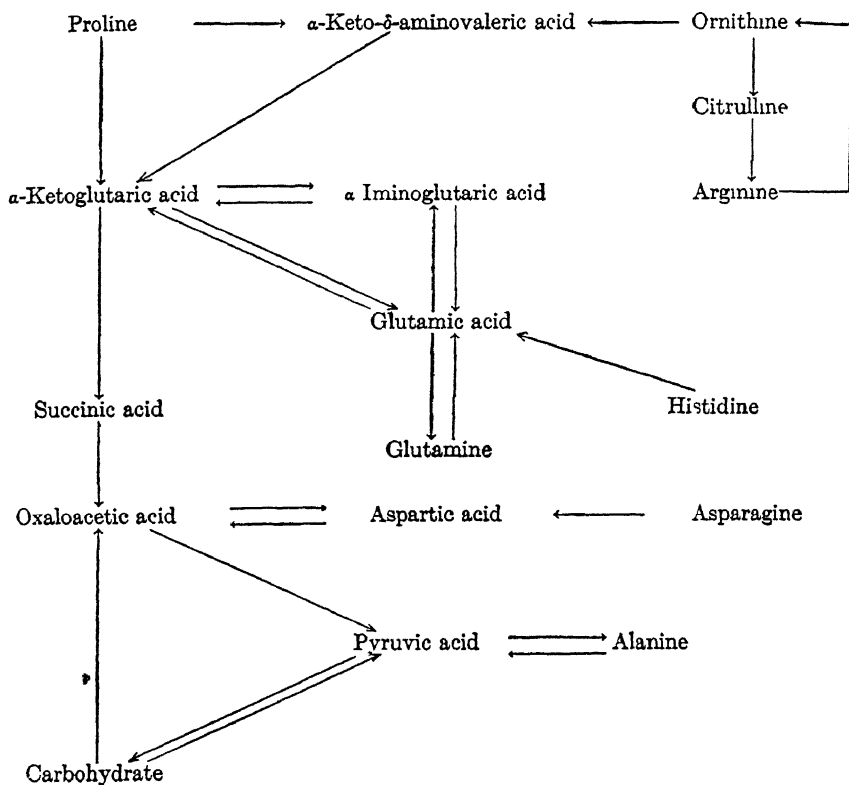 Proline α-Keto-δ-aminovaleric acid Ornithine
Citrulline
α-Ketoglutaric acid α Iminoglutaric acid Arginine
Glutamic acid
Succinic acid Histidine
Glutamine
Oxaloacetic acid Aspartic acid Asparagine
Pyruvic acid Alanine
Carbohydrate